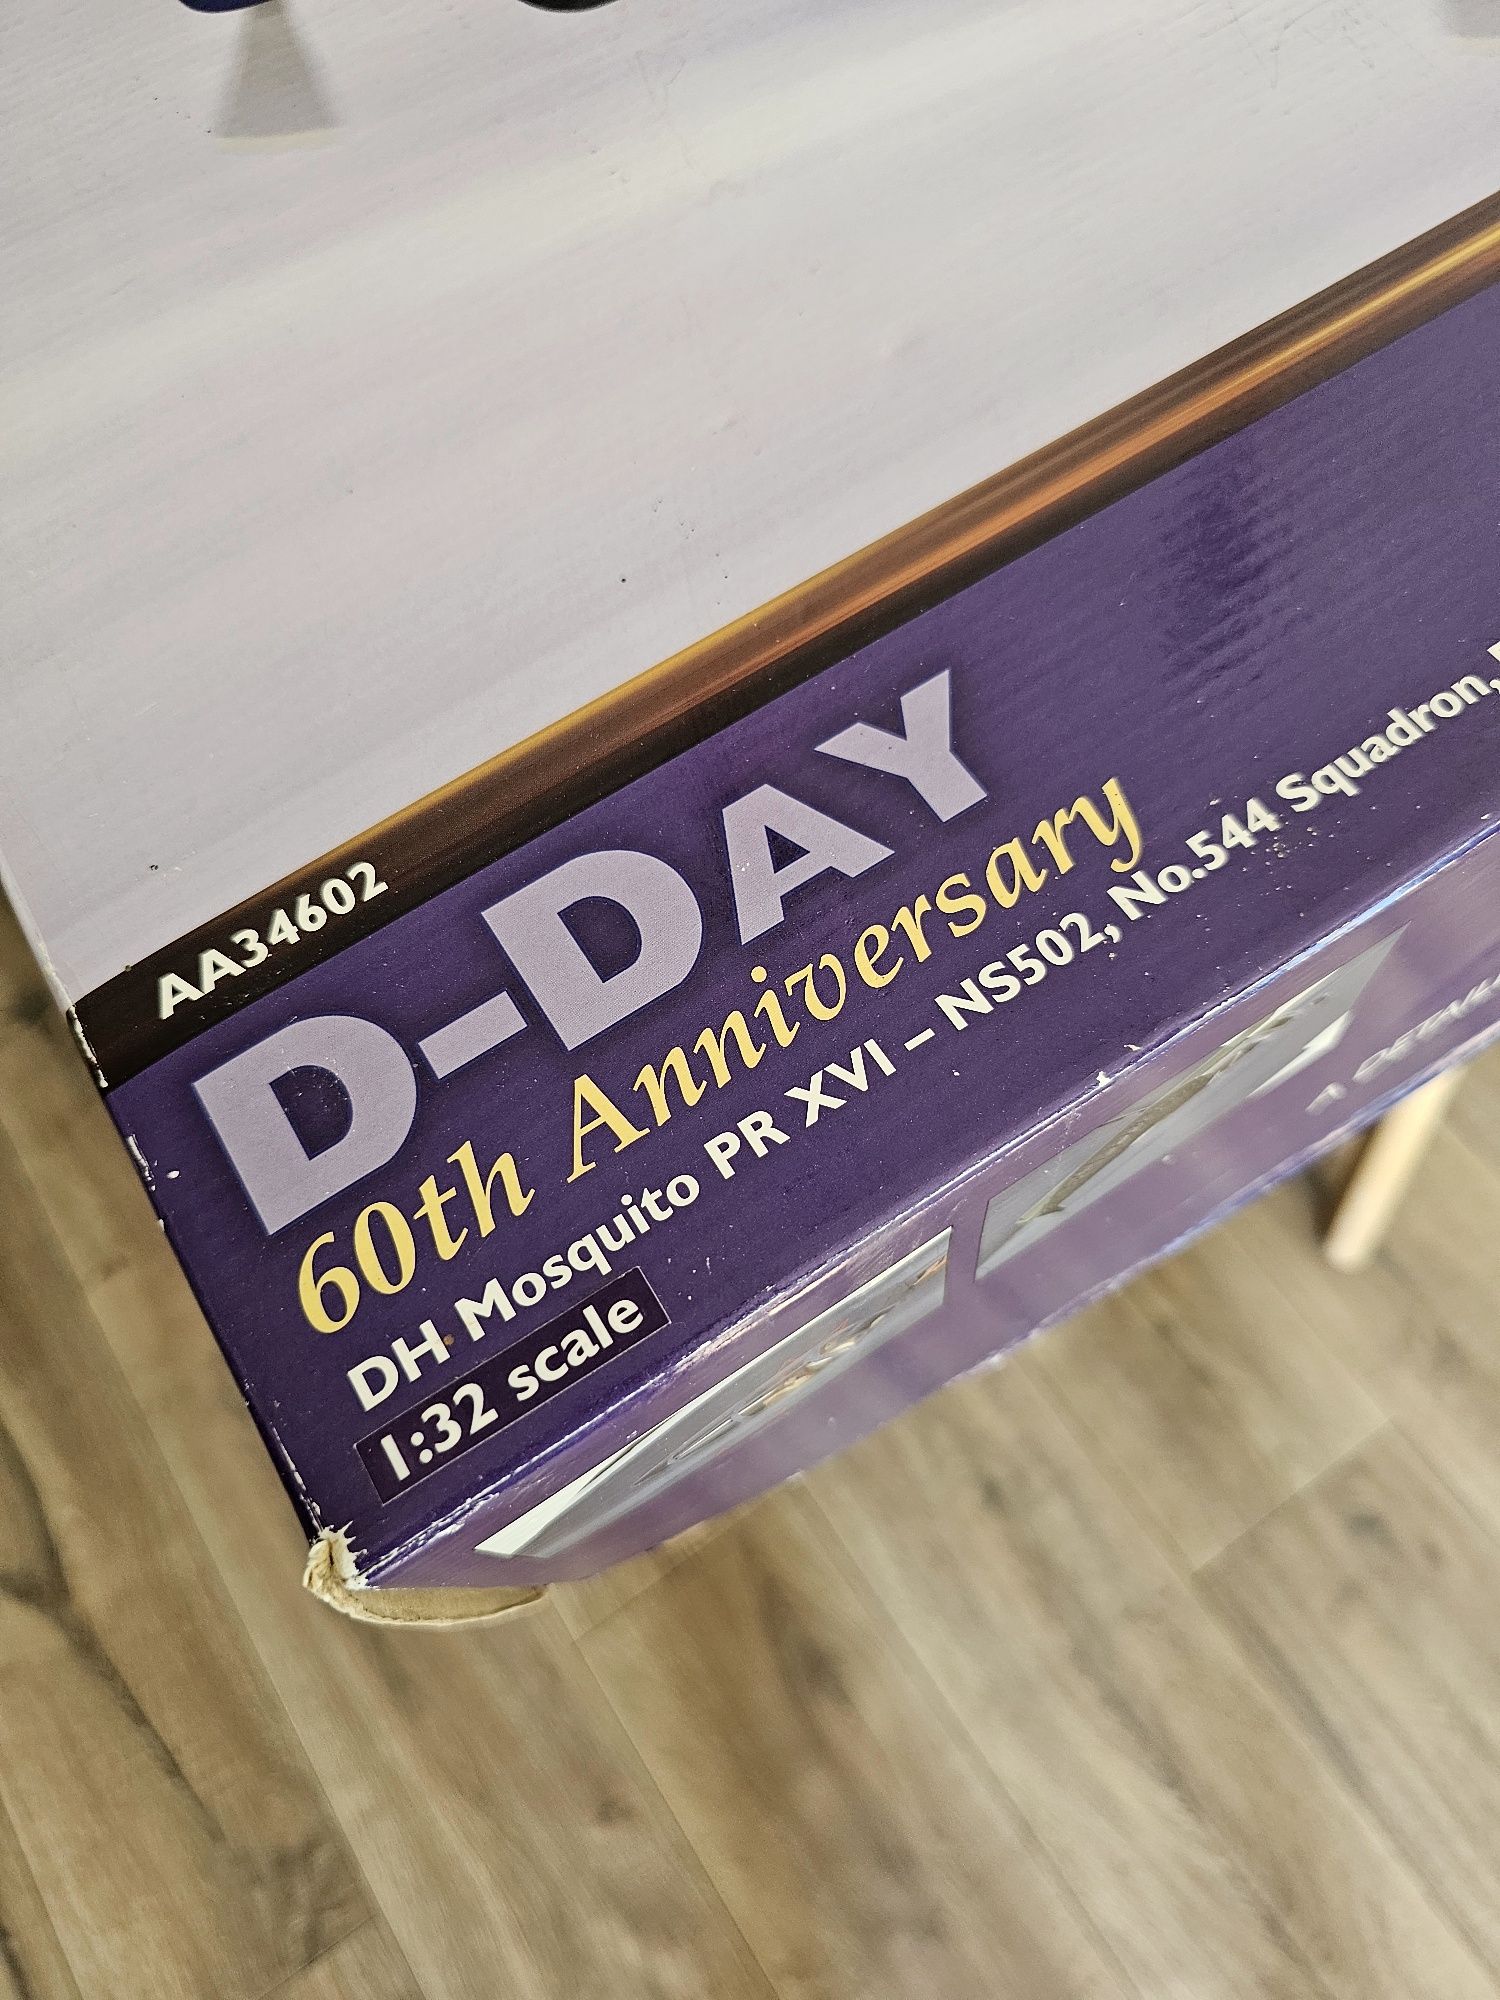 AA34602
D-DAY
60th Anniversary
DH Mosquito PR XVI – NS502, No.544 Squadron,
1:32 scale